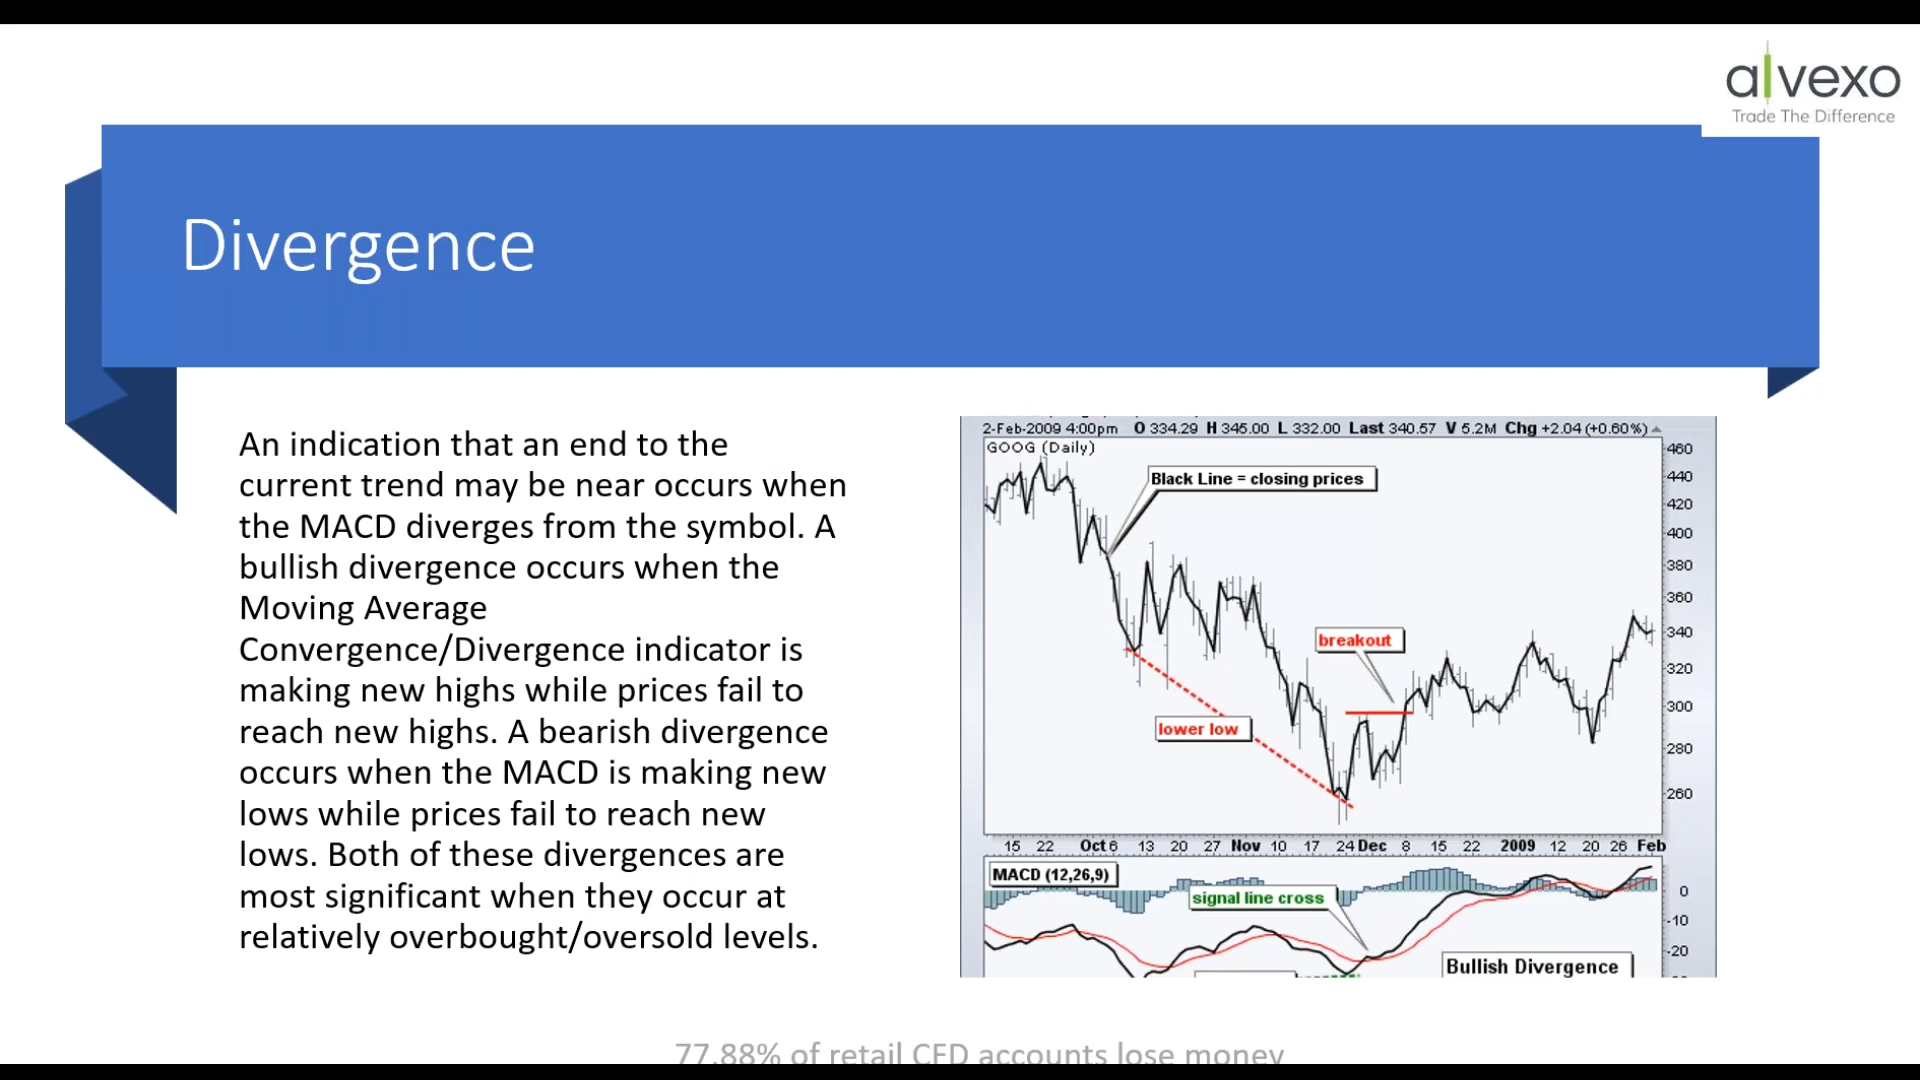 alvexo
Trade The Difference
Divergence
An indication that an end to the
current trend may be near occurs when
the MACD diverges from the symbol. A
bullish divergence occurs when the
Moving Average
Convergence/Divergence indicator is
making new highs while prices fail to
reach new highs. A bearish divergence
occurs when the MACD is making new
lows while prices fail to reach new
lows. Both of these divergences are
most significant when they occur at
relatively overbought/oversold levels.
2-Feb-2009 4:00pm O 334.29 H 345.00 L 332.00 Last 340.57 V 5.2M Chg +2.04 (+0.60%)
GOOG (Daily)
Black Line = closing prices
breakout
lower low
460
440
420
400
380
360
340
320
300
280
260
15 22 Oct 6 13 20 27 Nov 10 17 24 Dec 8 15 22 2009 12 20 26 Feb
MACD (12,26,9)
signal line cross
Bullish Divergence
0
-10
-20
77.88% of retail CFD accounts lose money